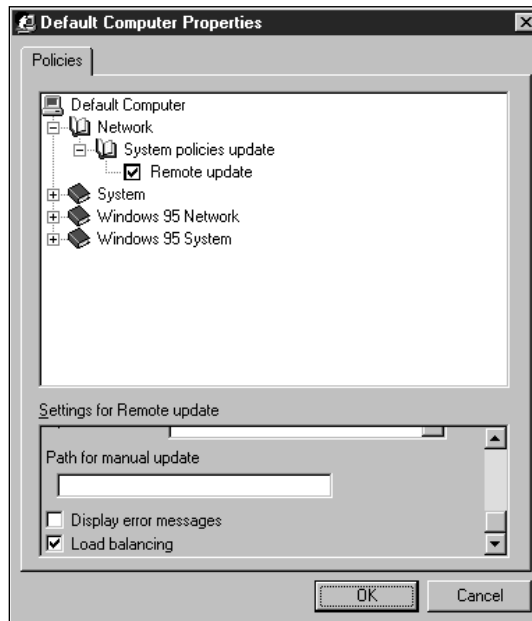 Default Computer Properties
Policies
Default Computer
Network
System policies update
Remote update
System
Windows 95 Network
Windows 95 System
Settings for Remote update
Path for manual update
Display error messages
Load balancing
OK
Cancel